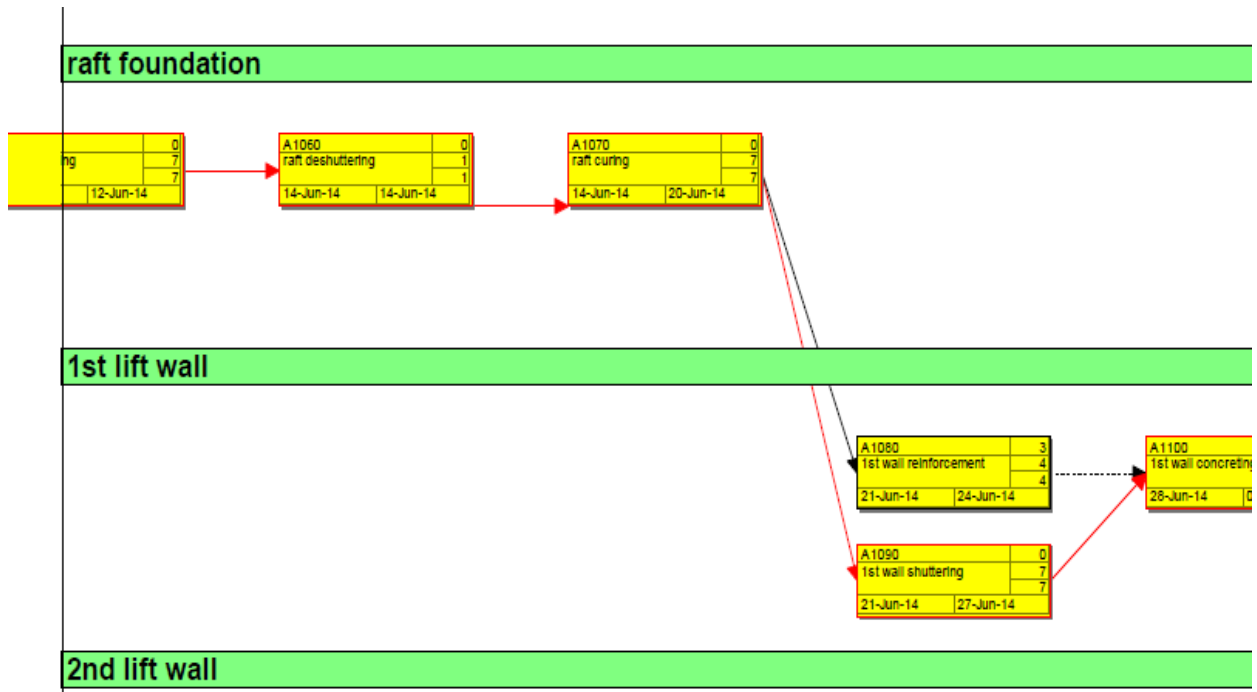 raft foundation
ng 0
7
7
12-Jun-14
A1060 0
raft deshuttering 1
1
14-Jun-14 14-Jun-14
A1070 0
raft curing 7
7
14-Jun-14 20-Jun-14
1st lift wall
A1080 3
1st wall reinforcement 4
4
21-Jun-14 24-Jun-14
A1100
1st wall concreting
28-Jun-14 0
A1090 0
1st wall shuttering 7
7
21-Jun-14 27-Jun-14
2nd lift wall